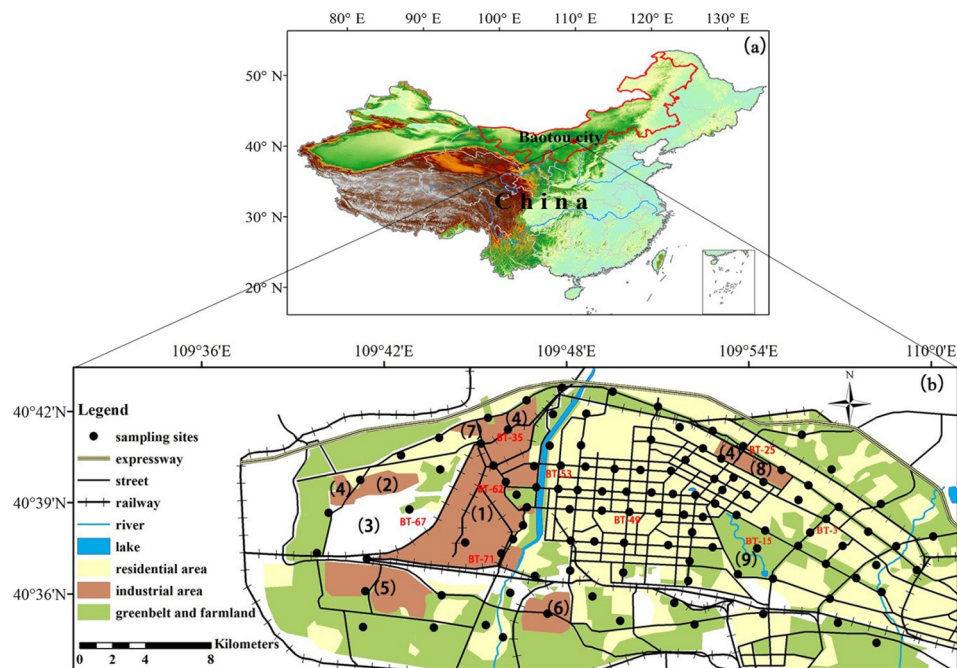 80° E 90° E 100° E 110° E 120° E 130° E
(a)
50° N
40° N
30° N
20° N
Baotou city
China
109°36'E 109°42'E 109°48'E 109°54'E 110°0'E
(b)
N
40°42'N
40°39'N
40°36'N
Legend
sampling sites
expressway
street
railway
river
lake
residential area
industrial area
greenbelt and farmland
0 2 4 8 Kilometers
(4)
(7)
BT-35
BT-25
(4)
(8)
BT-53
(4)
(2)
BT-62
(3)
BT-67
(1)
BT-49
BT-3
BT-15
BT-71
(9)
(5)
(6)